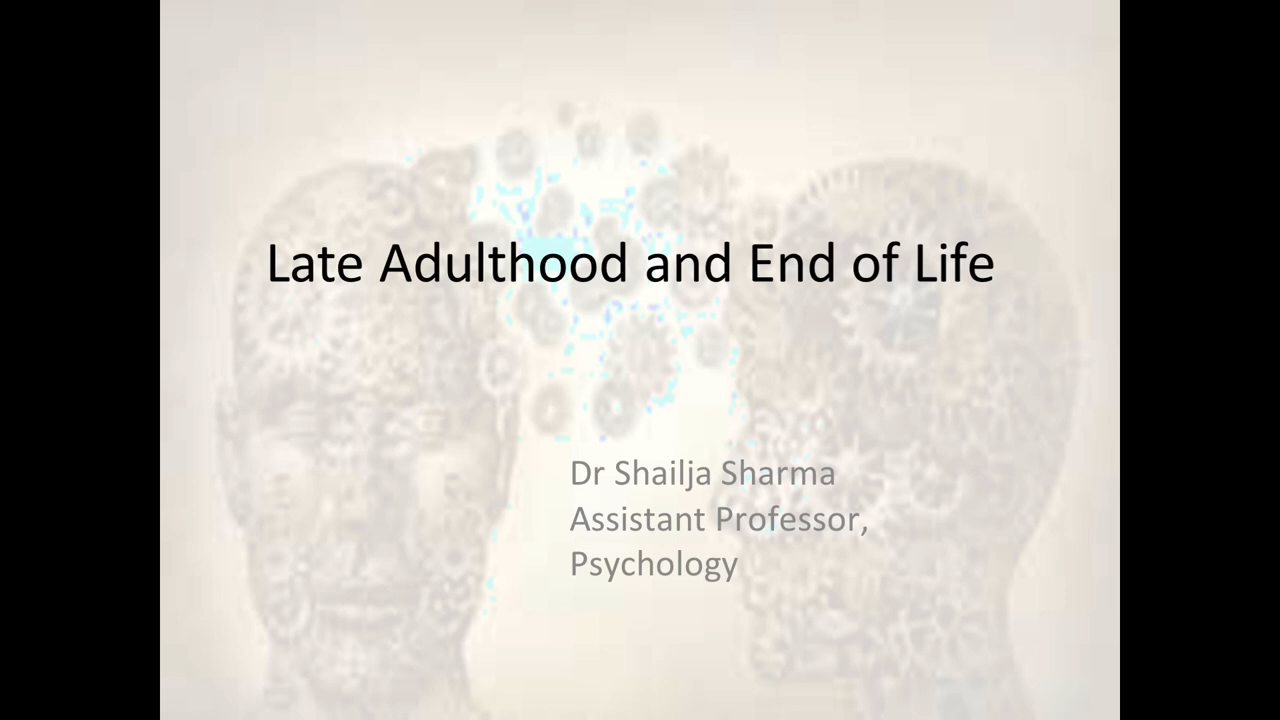 Late Adulthood and End of Life
Dr Shailja Sharma
Assistant Professor,
Psychology